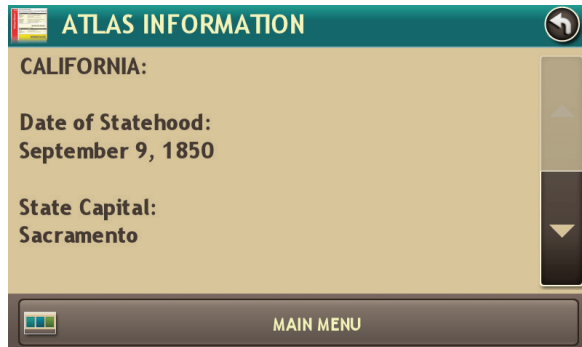 ATLAS INFORMATION
CALIFORNIA:
Date of Statehood:
September 9, 1850
State Capital:
Sacramento
MAIN MENU